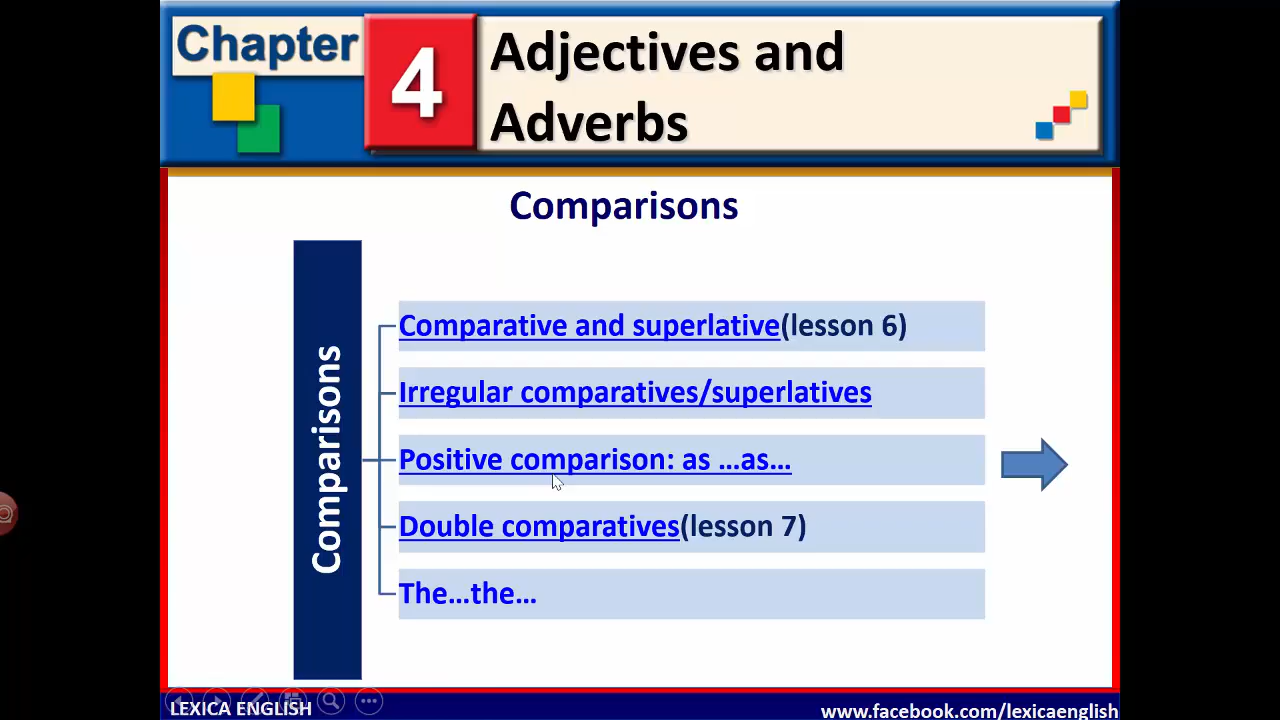 Chapter
4
Adjectives and
Adverbs
Comparisons
Comparisons
Comparative and superlative(lesson 6)
Irregular comparatives/superlatives
Positive comparison: as ...as...
Double comparatives(lesson 7)
The...the...
LEXICA ENGLISH
www.facebook.com/lexicaenglish